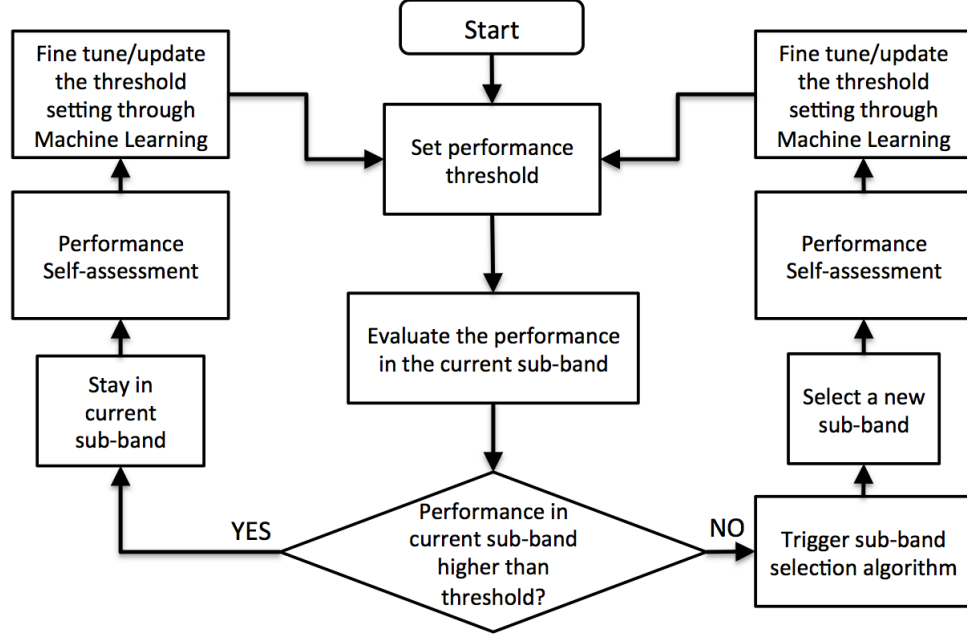 Start
Set performance
threshold
Evaluate the performance
in the current sub-band
Performance in
current sub-band
higher than
threshold?
YES
Stay in
current
sub-band
Performance
Self-assessment
Fine tune/update
the threshold
setting through
Machine Learning
NO
Trigger sub-band
selection algorithm
Select a new
sub-band
Performance
Self-assessment
Fine tune/update
the threshold
setting through
Machine Learning